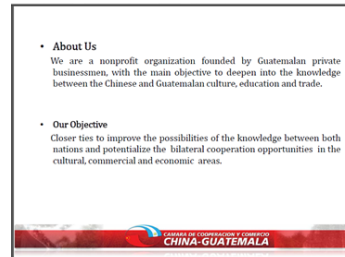 • About Us
We are a nonprofit organization founded by Guatemalan private
businessmen, with the main objective to deepen into the knowledge
between the Chinese and Guatemalan culture, education and trade.
• Our Objective
Closer ties to improve the possibilities of the knowledge between both
nations and potentialize the bilateral cooperation opportunities in the
cultural, commercial and economic areas.
CAMARA DE COOPERACION Y COMERCIO
CHINA-GUATEMALA